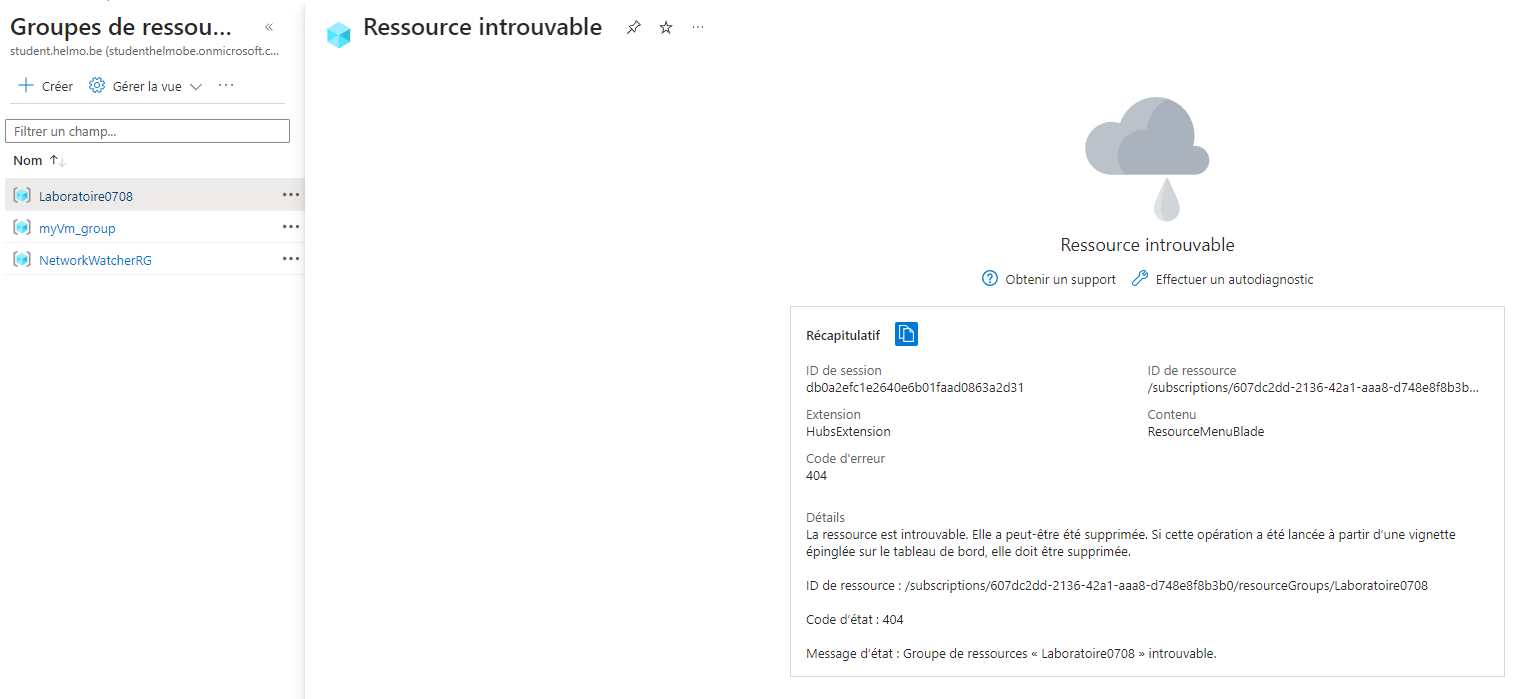 Groupes de ressou...
«
student.helmo.be (studenthelmobe.onmicrosoft.c...
Créer
Gérer la vue
...
Filtrer un champ...
Nom ↑↓
Laboratoire0708 ...
myVm_group ...
NetworkWatcherRG ...
Ressource introuvable
...
Ressource introuvable
Obtenir un support
Effectuer un autodiagnostic
Récapitulatif
ID de session
db0a2efc1e2640e6b01faad0863a2d31
ID de ressource
/subscriptions/607dc2dd-2136-42a1-aaa8-d748e8f8b3b...
Extension
HubsExtension
Contenu
ResourceMenuBlade
Code d'erreur
404
Détails
La ressource est introuvable. Elle a peut-être été supprimée. Si cette opération a été lancée à partir d’une vignette
épinglée sur le tableau de bord, elle doit être supprimée.
ID de ressource : /subscriptions/607dc2dd-2136-42a1-aaa8-d748e8f8b3b0/resourceGroups/Laboratoire0708
Code d’état : 404
Message d’état : Groupe de ressources « Laboratoire0708 » introuvable.